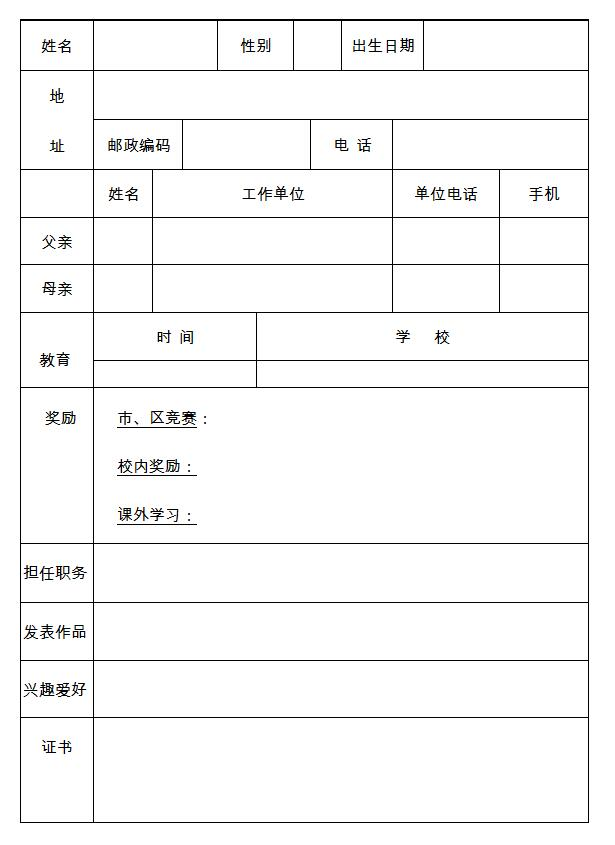 姓名 性别 出生日期
地
址
邮政编码 电 话
姓名 工作单位 单位电话 手机
父亲
母亲
教育
时 间 学 校
奖励
市、区竞赛：
校内奖励：
课外学习：
担任职务
发表作品
兴趣爱好
证书